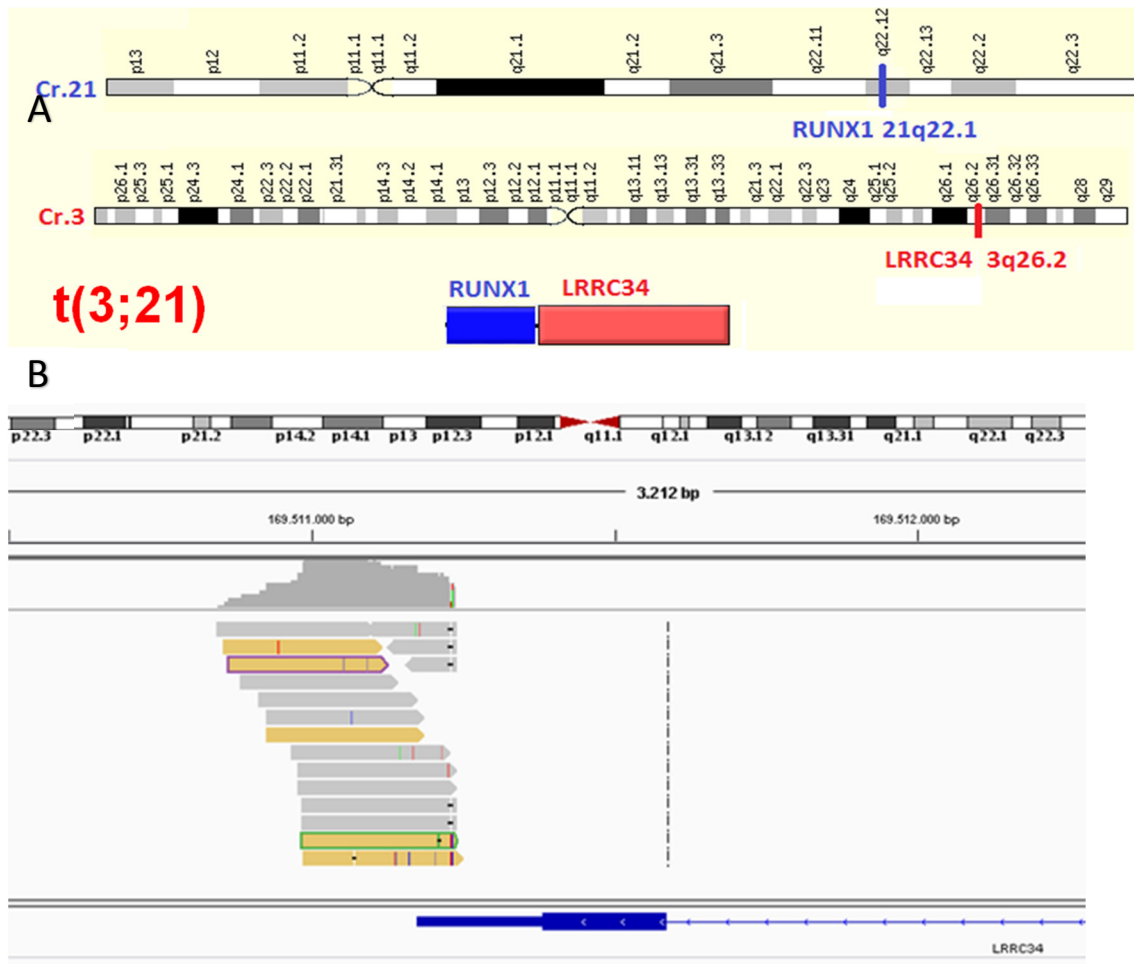 p13 p12 p11.2 p11.1 q11.1 q11.2 q21.1 q21.2 q21.3 q22.11 q22.12 q22.13 q22.2 q22.3
Cr.21
A
RUNX1 21q22.1
p26.1 p25.3 p25.1 p24.3 p24.1 p22.3 p22.2 p22.1 p21.31 p14.3 p14.2 p14.1 p13 p12.3 p12.2 p12.1 p11.1 q11.1 q11.2 q13.11 q13.13 q13.31 q13.33 q21.3 q22.1 q22.3 q23 q24 q25.1 q25.2 q26.1 q26.2 q26.31 q26.32 q26.33 q28 q29
Cr.3
LRRC34 3q26.2
RUNX1 LRRC34
t(3;21)
B
p22.3 p22.1 p21.2 p14.2 p14.1 p13 p12.3 p12.1 q11.1 q12.1 q13.12 q13.31 q21.1 q22.1 q22.3
3.212 bp
169.511.000 bp 169.512.000 bp
LRRC34